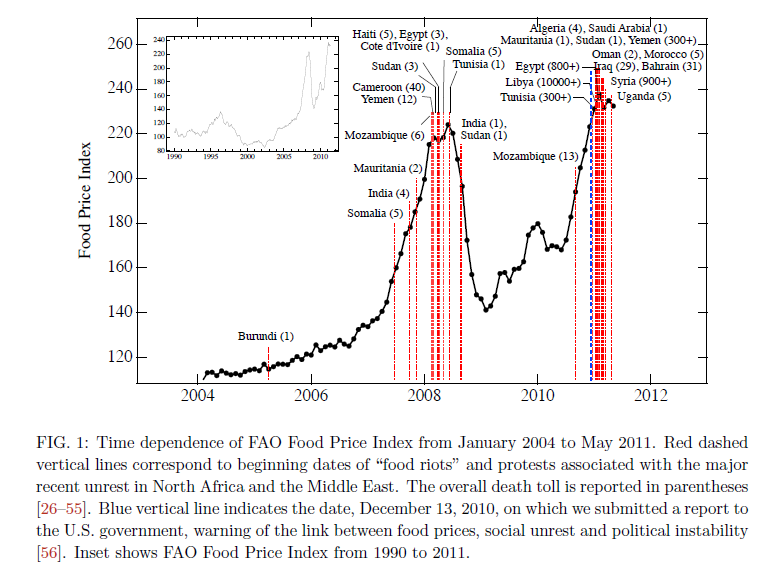 Food Price Index
260
240
220
200
180
160
140
120
2004
2006
2008
2010
2012
240
220
200
180
160
140
120
100
80
1990
1995
2000
2005
2010
Haiti (5), Egypt (3),
Cote d'Ivoire (1)
Sudan (3)
Somalia (5)
Tunisia (1)
Cameroon (40)
Yemen (12)
Mozambique (6)
India (1),
Sudan (1)
Mauritania (2)
India (4)
Somalia (5)
Burundi (1)
Algeria (4), Saudi Arabia (1)
Mauritania (1), Sudan (1), Yemen (300+)
Oman (2), Morocco (5)
Egypt (800+)
Iraq (29), Bahrain (31)
Libya (10000+)
Syria (900+)
Tunisia (300+)
Uganda (5)
Mozambique (13)
FIG. 1: Time dependence of FAO Food Price Index from January 2004 to May 2011. Red dashed
vertical lines correspond to beginning dates of “food riots” and protests associated with the major
recent unrest in North Africa and the Middle East. The overall death toll is reported in parentheses
[26–55]. Blue vertical line indicates the date, December 13, 2010, on which we submitted a report to
the U.S. government, warning of the link between food prices, social unrest and political instability
[56]. Inset shows FAO Food Price Index from 1990 to 2011.